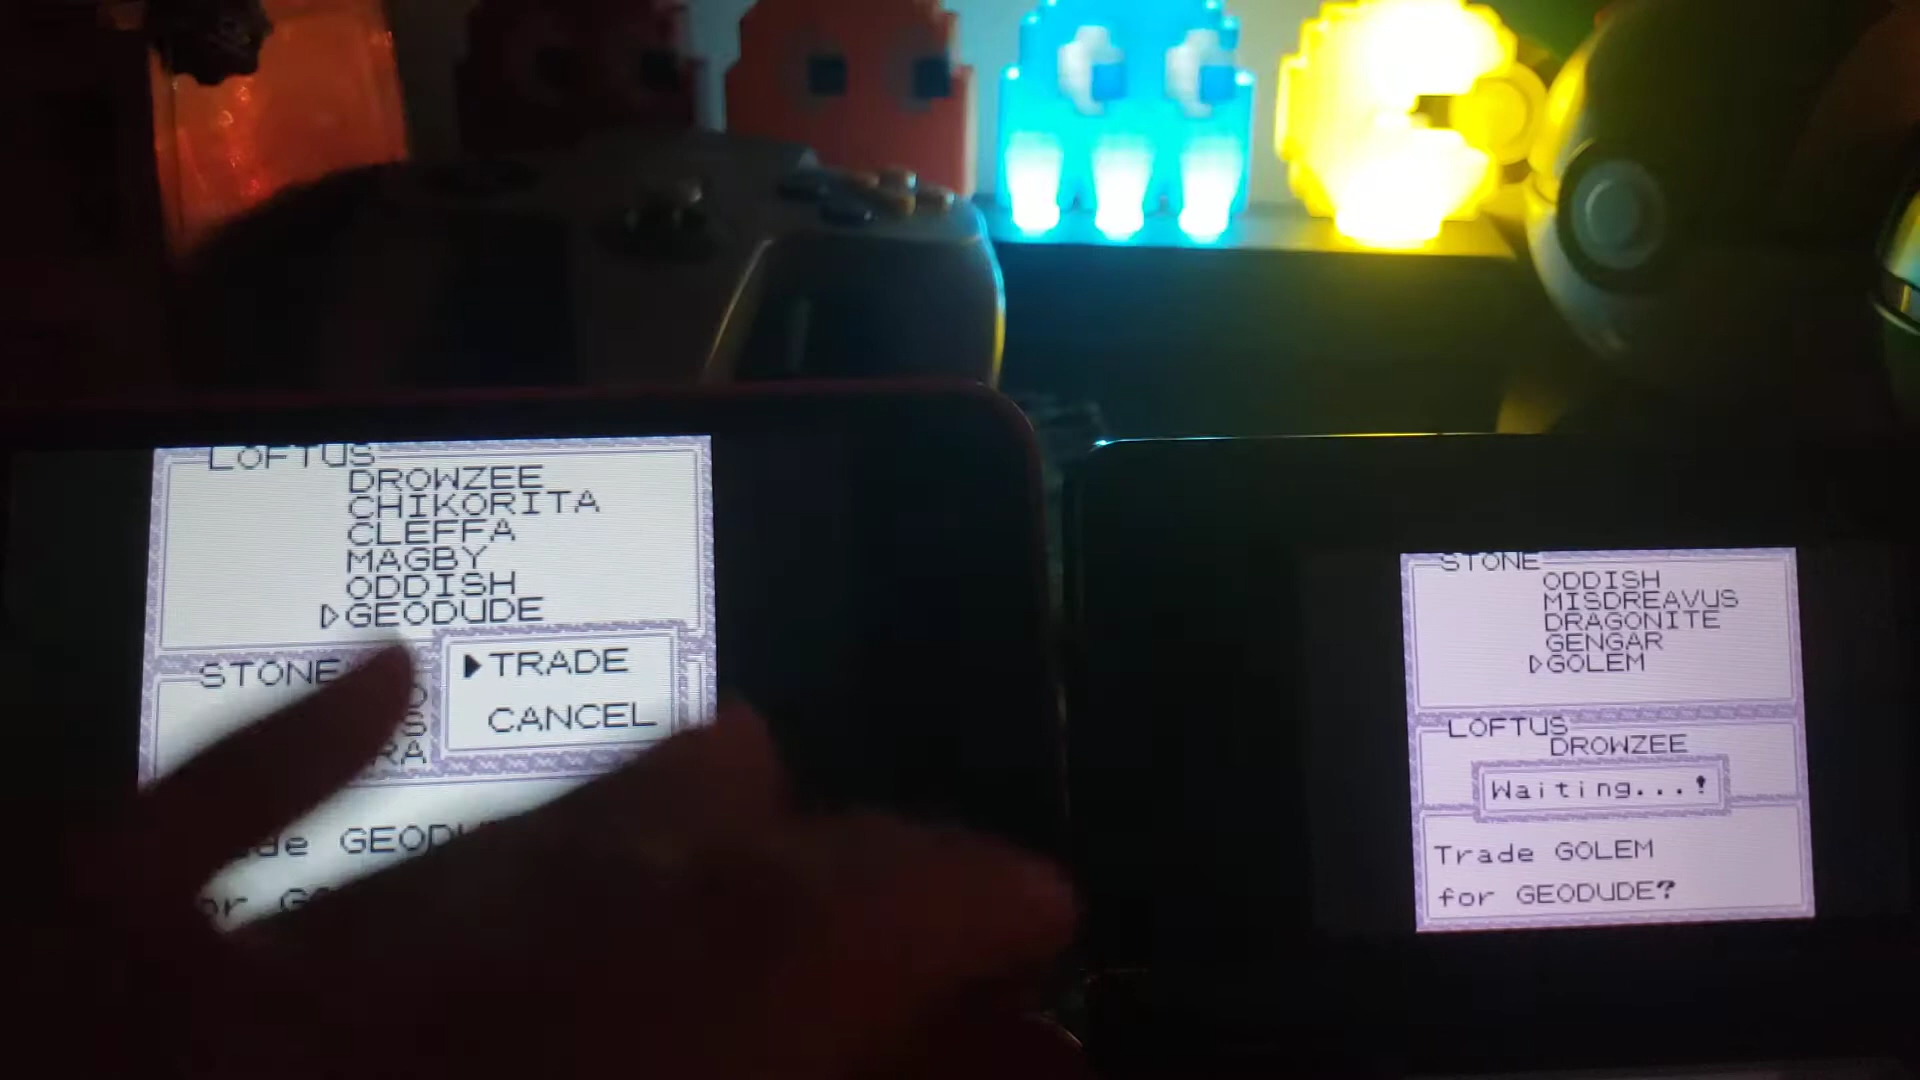 LOFTUS
DROWZEE
CHIKORITA
CLEFFA
MAGBY
ODDISH
▷GEODUDE
STONE
▶TRADE
CANCEL
STONE
ODDISH
MISDREAVUS
DRAGONITE
GENGAR
▷GOLEM
LOFTUS
DROWZEE
Waiting...!
Trade GOLEM
for GEODUDE?